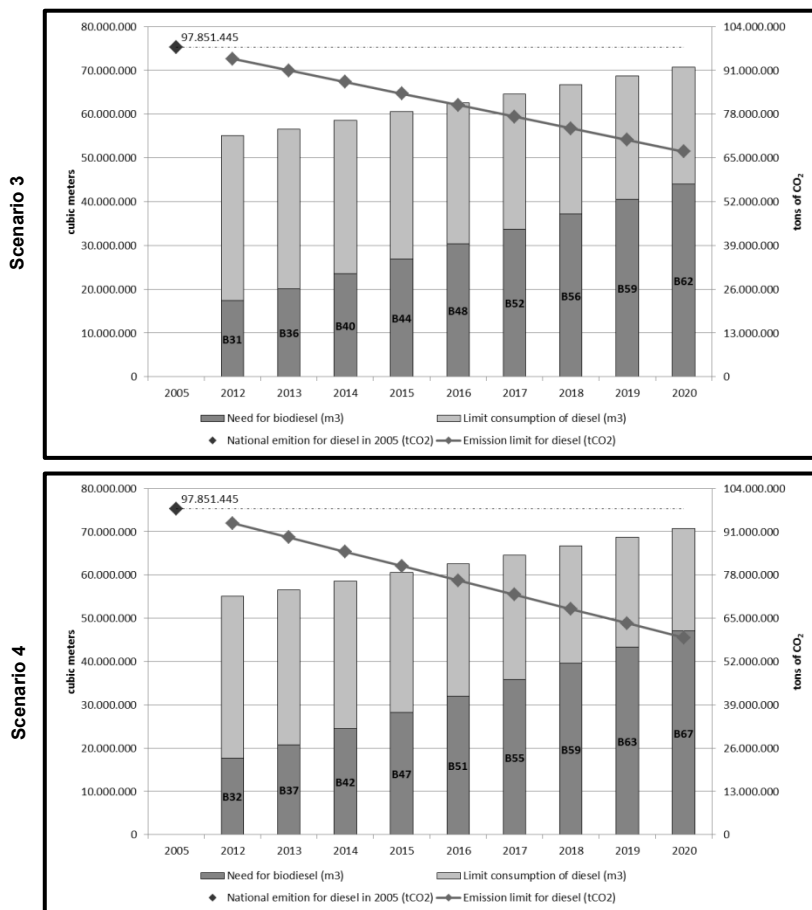 Scenario 3
97.851.445
80.000.000
70.000.000
60.000.000
50.000.000
40.000.000
30.000.000
20.000.000
10.000.000
0
cubic meters
104.000.000
91.000.000
78.000.000
65.000.000
52.000.000
39.000.000
26.000.000
13.000.000
0
tons of CO2
B31 B36 B40 B44 B48 B52 B56 B59 B62
2005 2012 2013 2014 2015 2016 2017 2018 2019 2020
Need for biodiesel (m3) Limit consumption of diesel (m3)
National emition for diesel in 2005 (tCO2) Emission limit for diesel (tCO2)
Scenario 4
97.851.445
80.000.000
70.000.000
60.000.000
50.000.000
40.000.000
30.000.000
20.000.000
10.000.000
0
cubic meters
104.000.000
91.000.000
78.000.000
65.000.000
52.000.000
39.000.000
26.000.000
13.000.000
0
tons of CO2
B32 B37 B42 B47 B51 B55 B59 B63 B67
2005 2012 2013 2014 2015 2016 2017 2018 2019 2020
Need for biodiesel (m3) Limit consumption of diesel (m3)
National emition for diesel in 2005 (tCO2) Emission limit for diesel (tCO2)